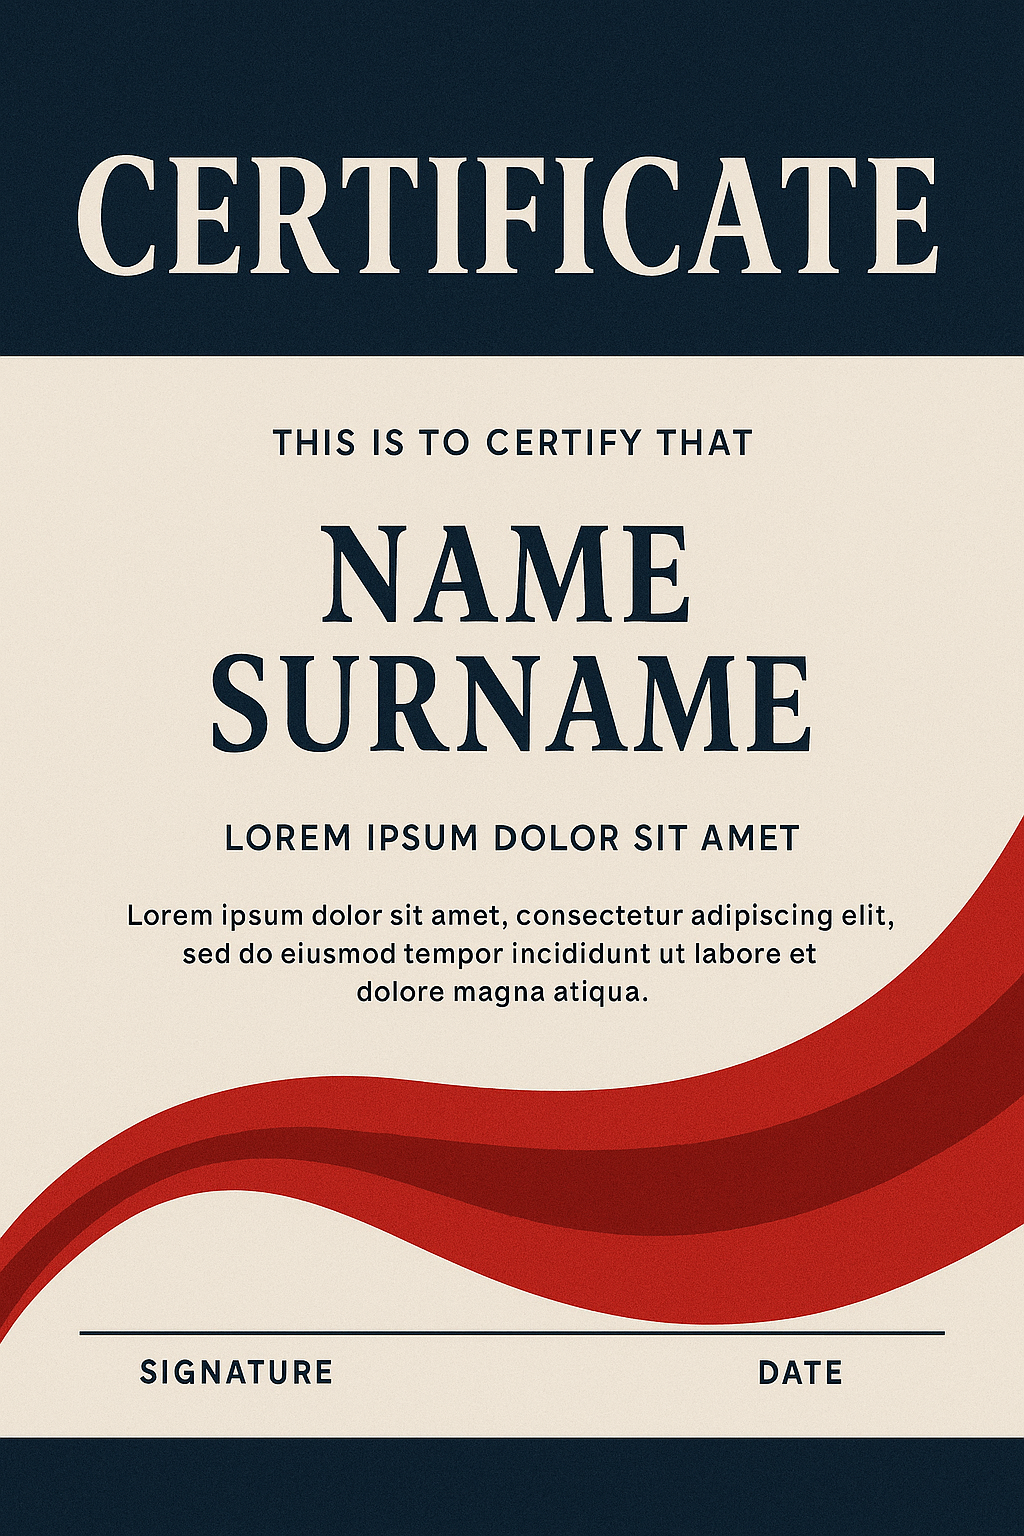 CERTIFICATE
THIS IS TO CERTIFY THAT
NAME
SURNAME
LOREM IPSUM DOLOR SIT AMET
Lorem ipsum dolor sit amet, consectetur adipiscing elit,
sed do eiusmod tempor incididunt ut labore et
dolore magna atiqua.
SIGNATURE
DATE